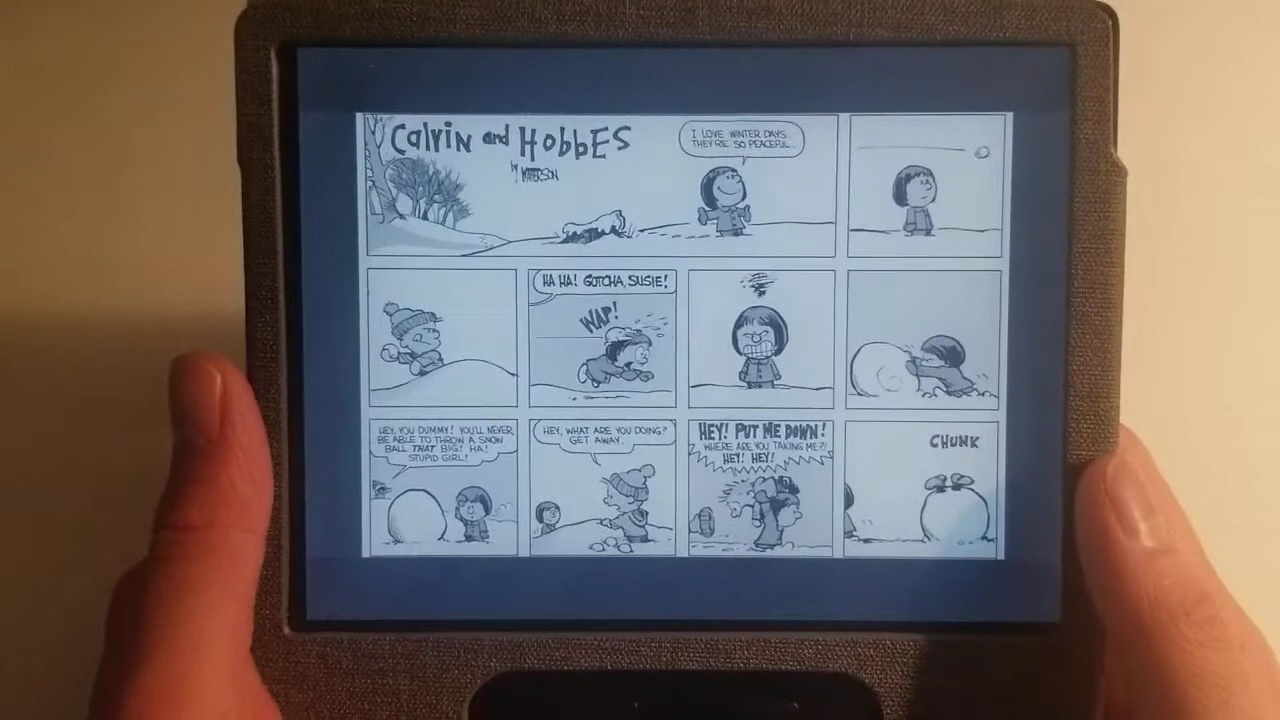 Calvin and HobbEs
by WATTERSON
I LOVE WINTER DAYS.
THEY'RE SO PEACEFUL.
HA HA! GOTCHA, SUSIE!
WAP!
HEY, YOU DUMMY! YOU'LL NEVER
BE ABLE TO THROW A SNOW
BALL THAT BIG! HA!
STUPID GIRL!
HEY, WHAT ARE YOU DOING?
GET AWAY.
HEY! PUT ME DOWN!
WHERE ARE YOU TAKING ME?!
HEY! HEY!
CHUNK